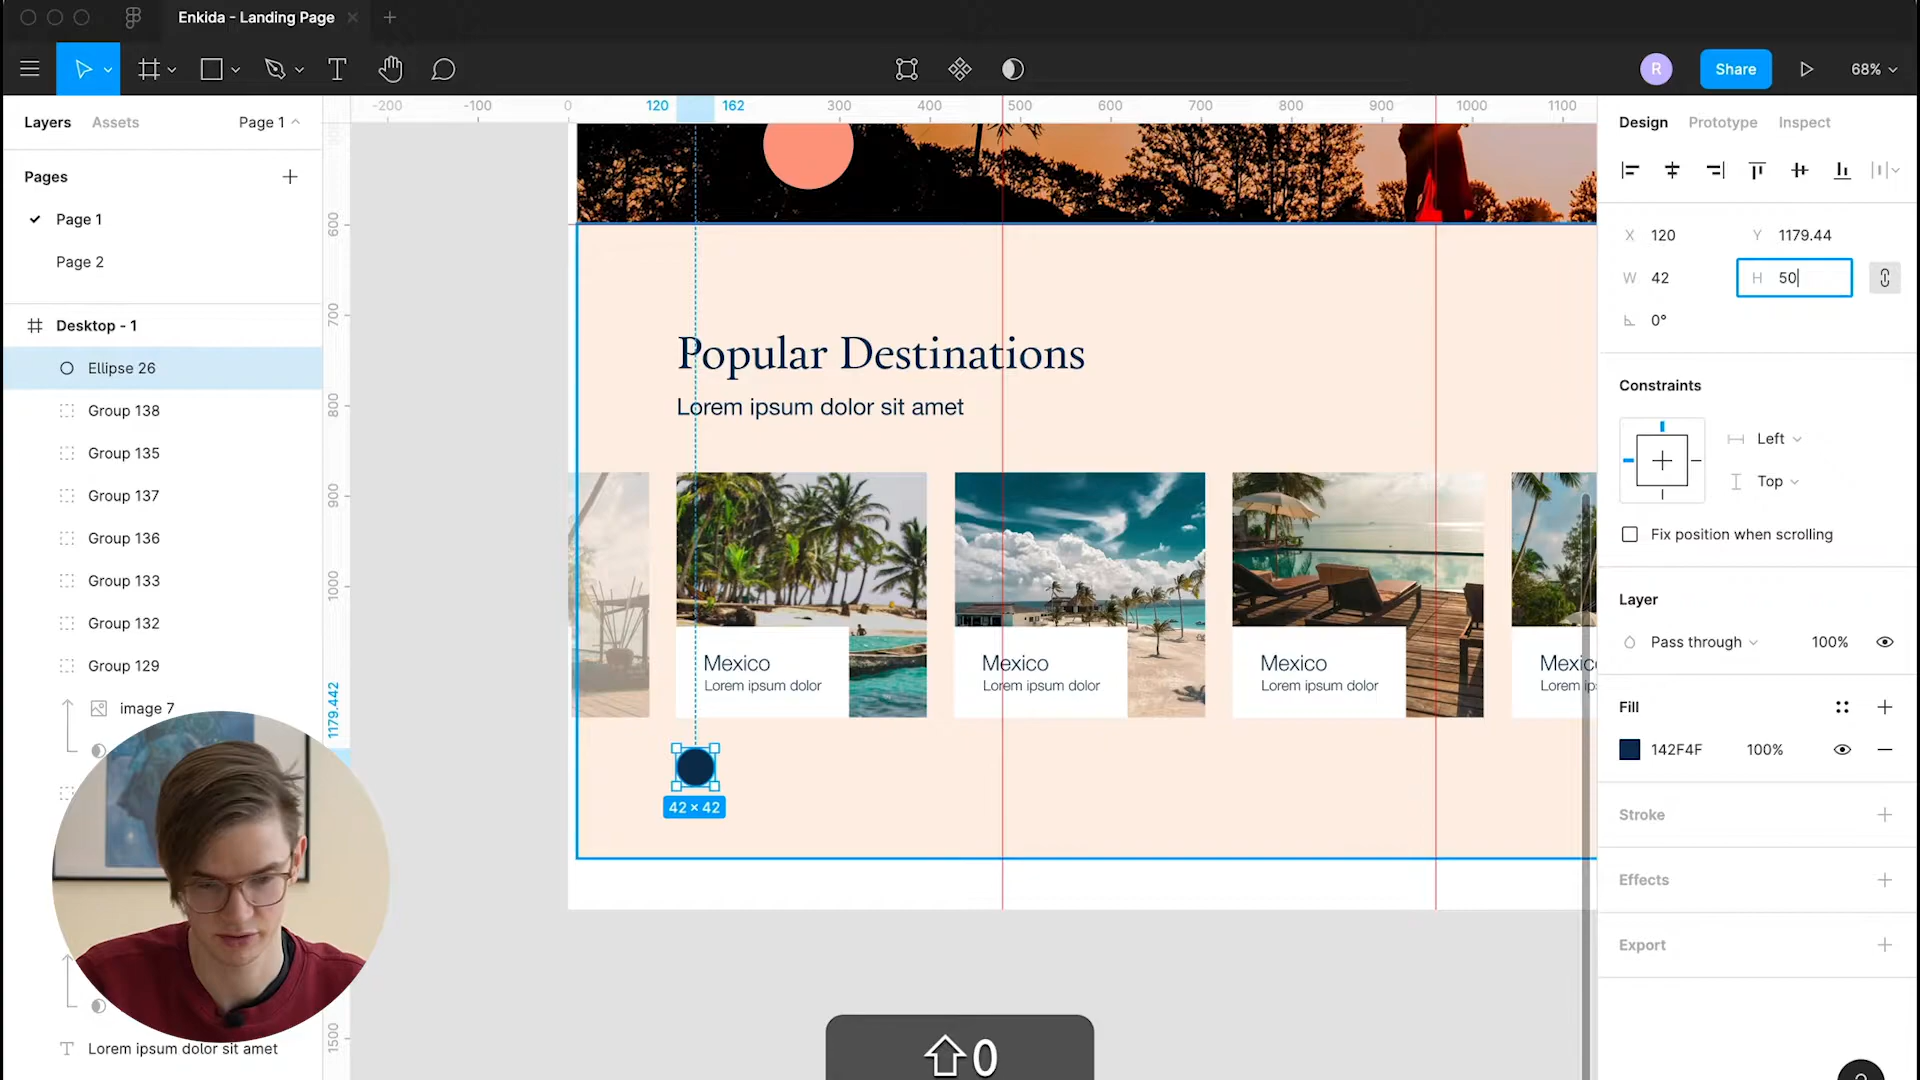 Enkida - Landing Page
R
Share
68%
Layers
Assets
Page 1
Pages
Page 1
Page 2
Desktop - 1
Ellipse 26
Group 138
Group 135
Group 137
Group 136
Group 133
Group 132
Group 129
image 7
Lorem ipsum dolor sit amet
-200
-100
0
120
162
300
400
500
600
700
800
900
1000
1100
600
700
800
900
1000
1179.442
1500
Popular Destinations
Lorem ipsum dolor sit amet
Mexico
Lorem ipsum dolor
Mexico
Lorem ipsum dolor
Mexico
Lorem ipsum dolor
Mexic
Lorem ip
42 × 42
⇧0
Design
Prototype
Inspect
X 120
Y 1179.44
W 42
H 50
0°
Constraints
Left
Top
Fix position when scrolling
Layer
Pass through
100%
Fill
142F4F
100%
Stroke
Effects
Export